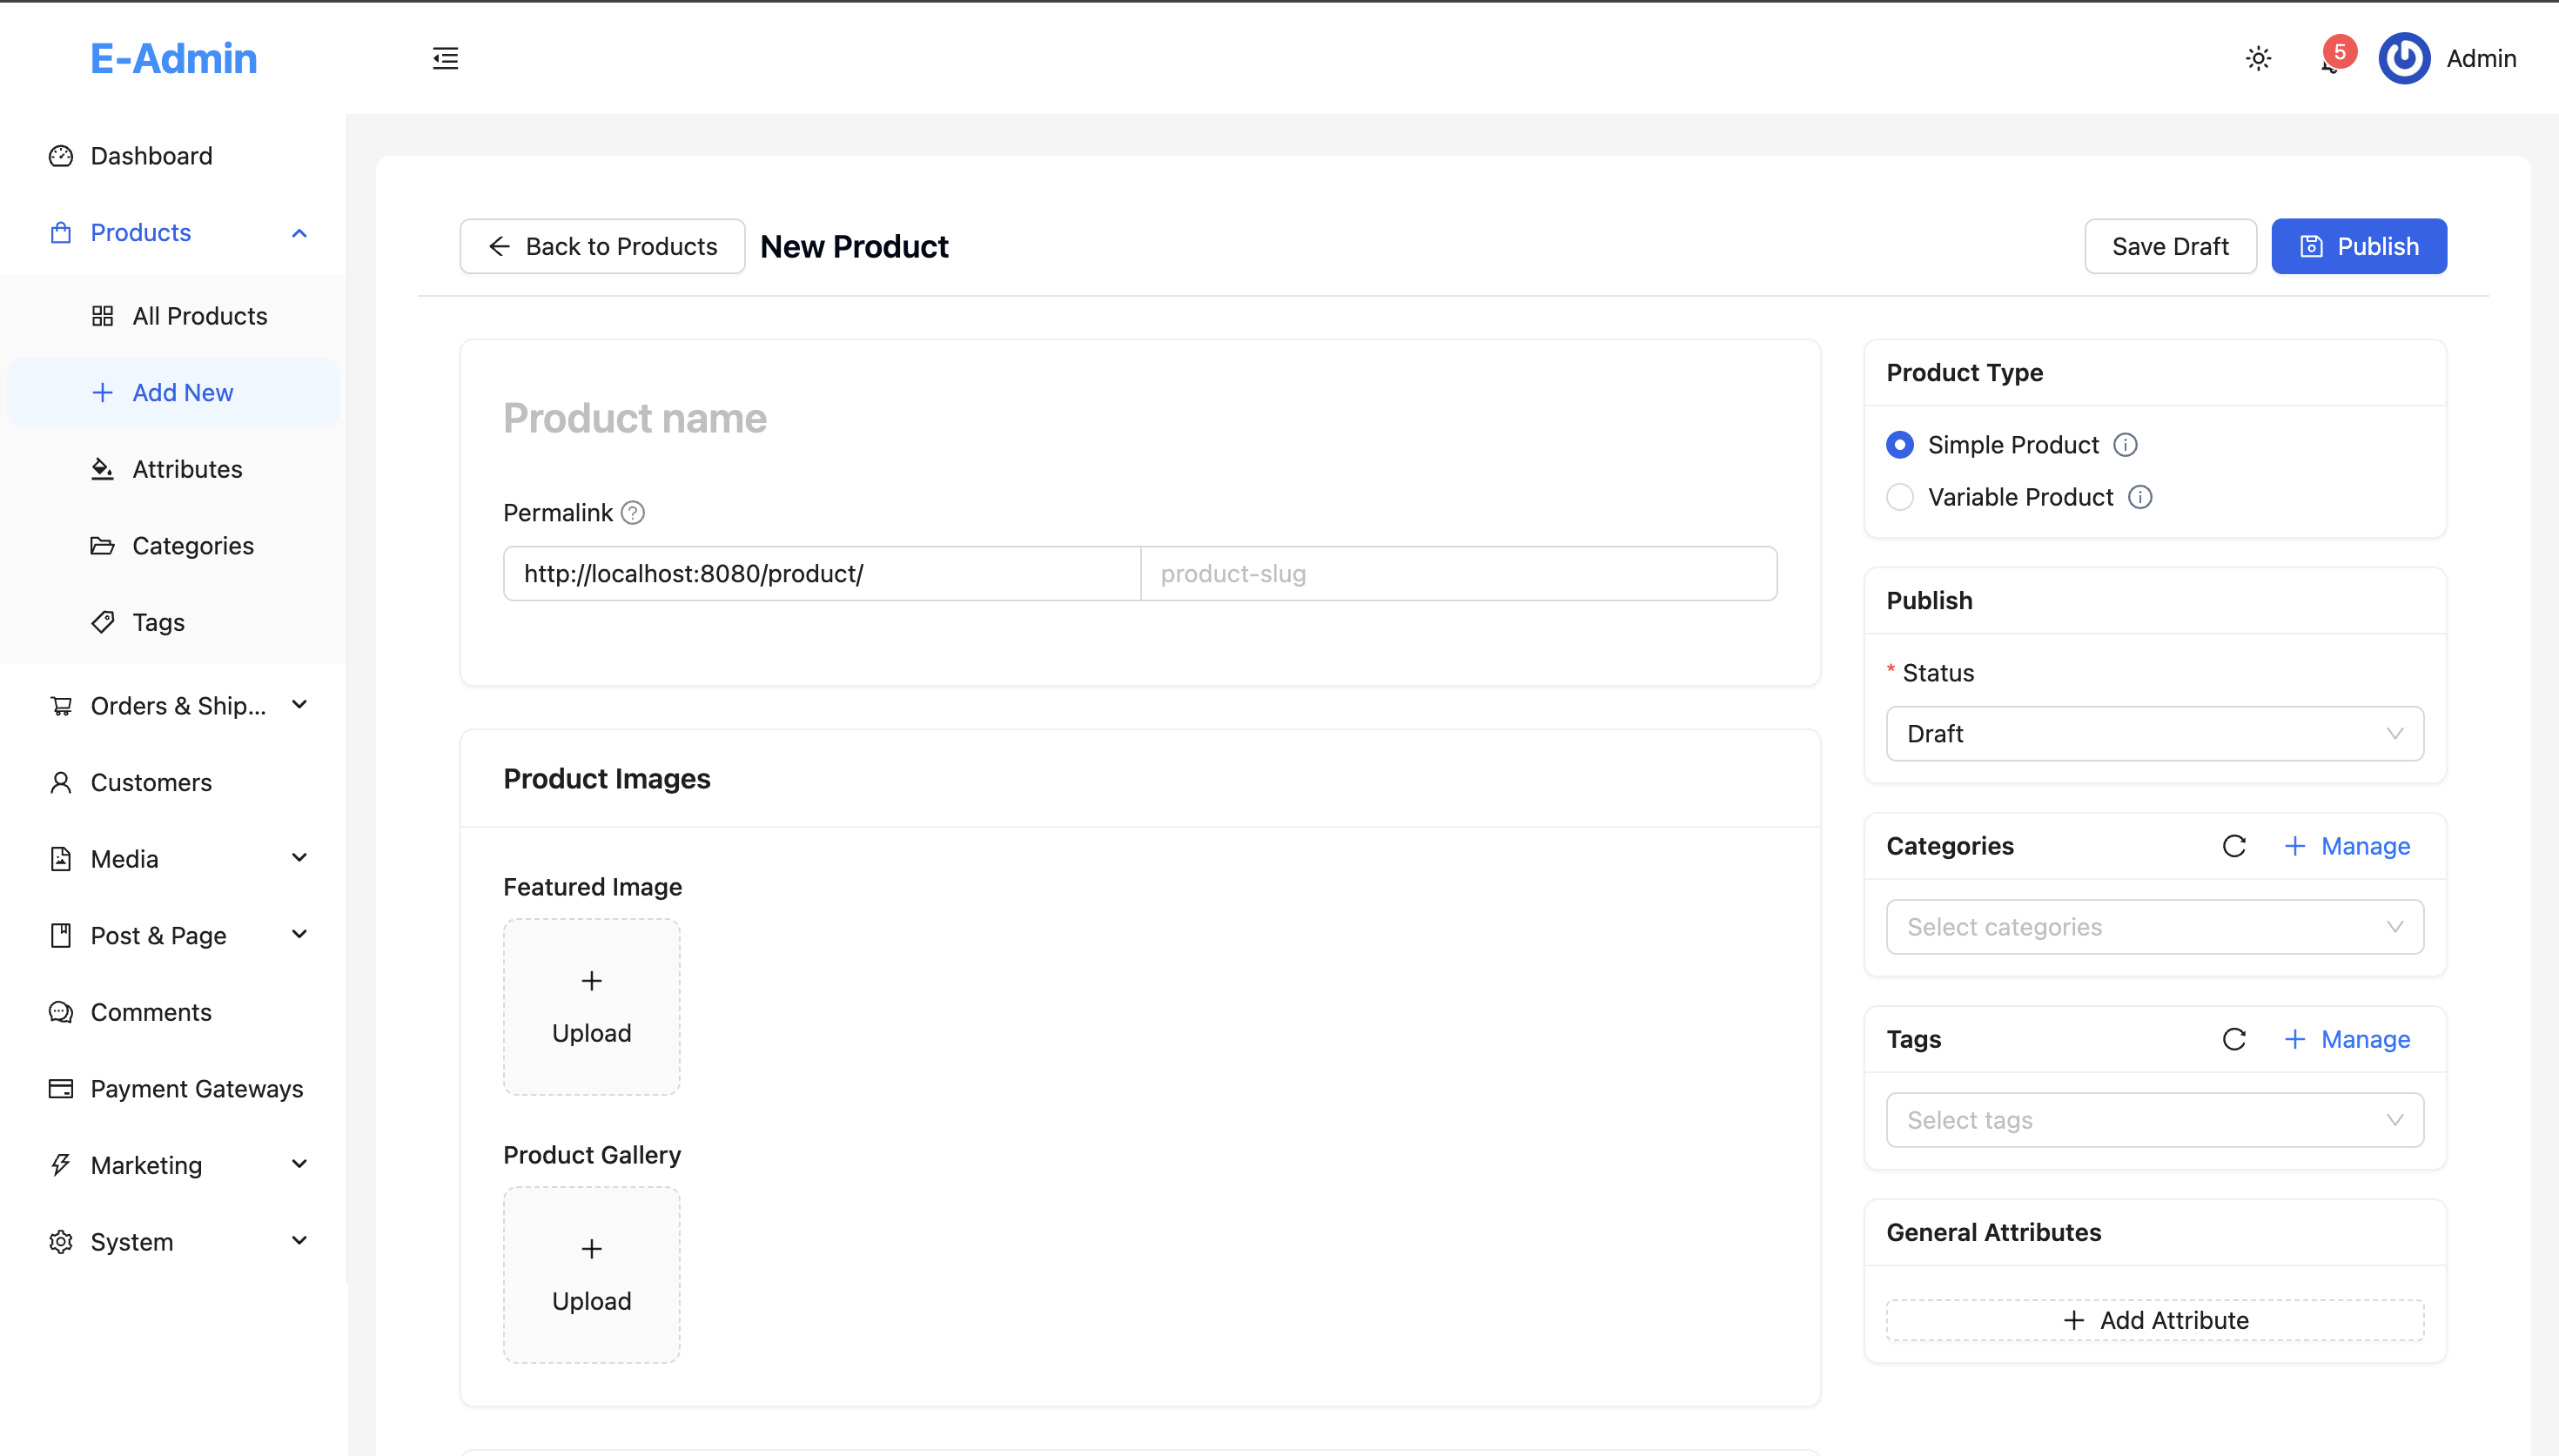 E-Admin
5
Admin
Dashboard
Products
All Products
Add New
Attributes
Categories
Tags
Orders & Ship...
Customers
Media
Post & Page
Comments
Payment Gateways
Marketing
System
Back to Products
New Product
Save Draft
Publish
Product name
Permalink
http://localhost:8080/product/
product-slug
Product Images
Featured Image
Upload
Product Gallery
Upload
Product Type
Simple Product
Variable Product
Publish
* Status
Draft
Categories
Manage
Select categories
Tags
Manage
Select tags
General Attributes
Add Attribute